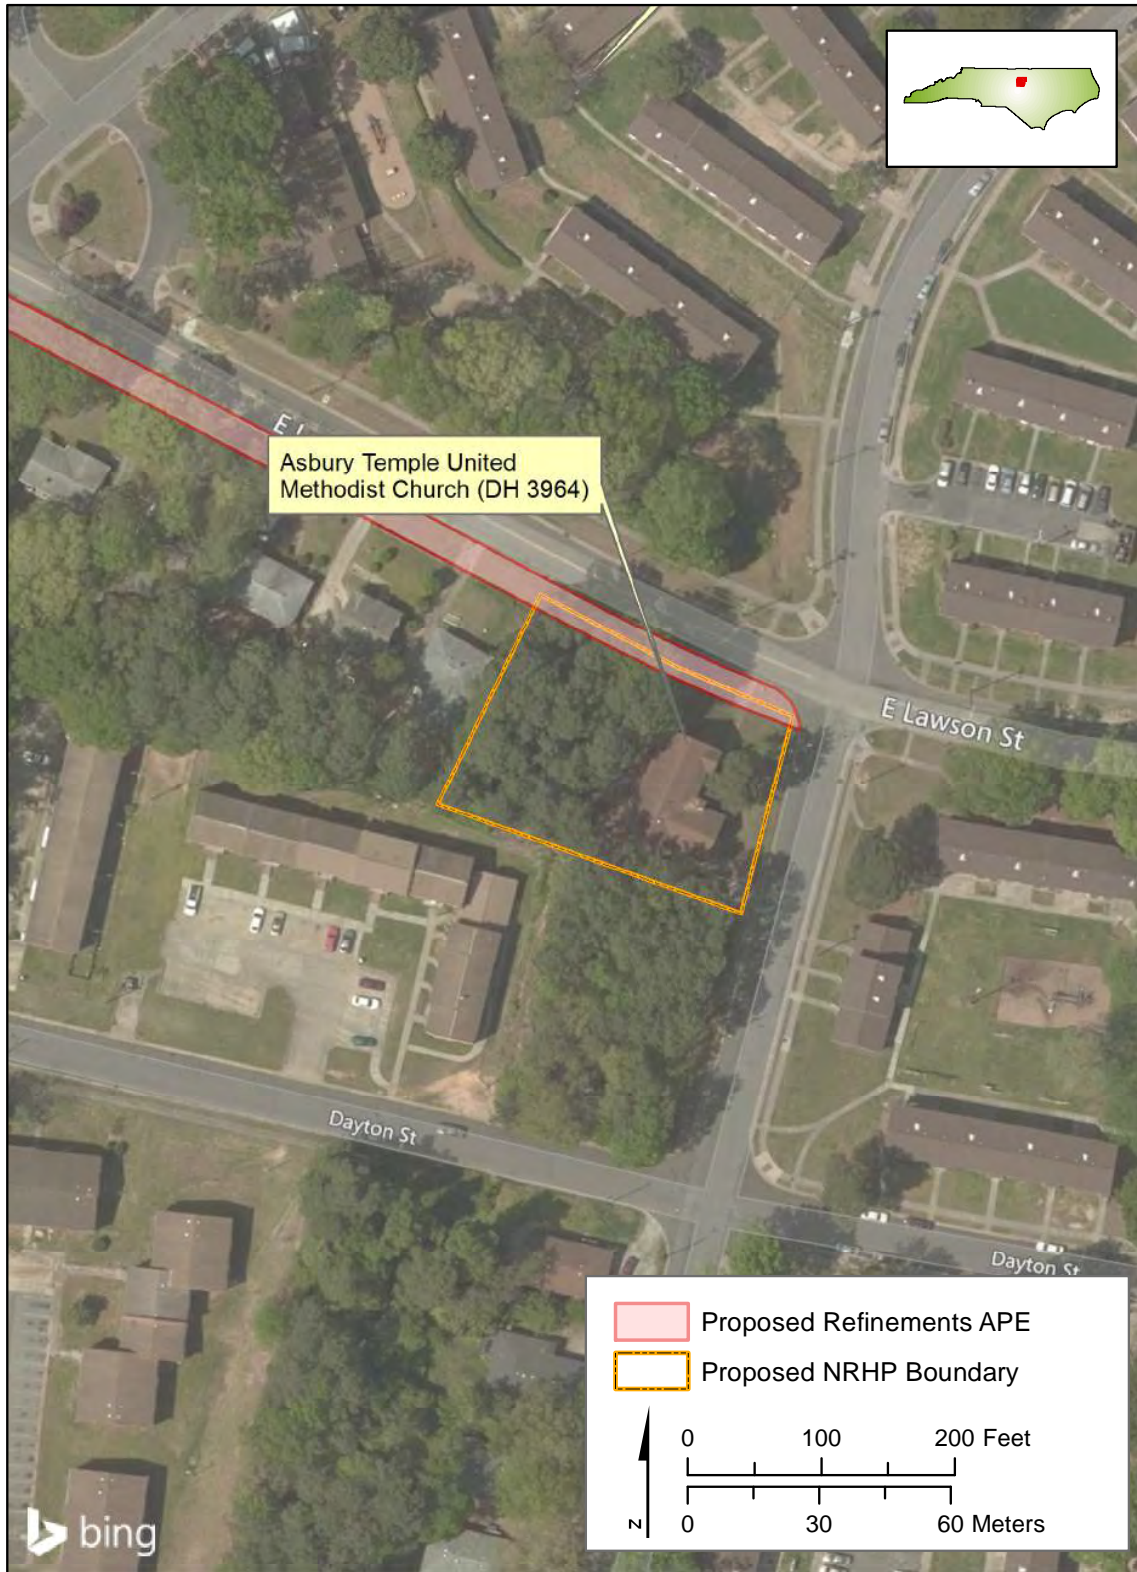 E L
Asbury Temple United
Methodist Church (DH 3964)
E Lawson St
Dayton St
Dayton St
Proposed Refinements APE
Proposed NRHP Boundary
0 100 200 Feet
0 30 60 Meters
N
bing